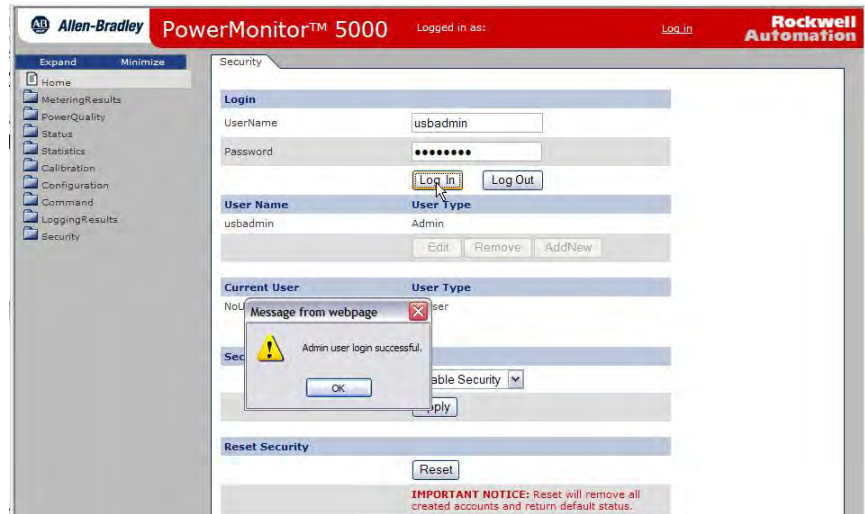 Allen-Bradley PowerMonitor™ 5000 Logged in as: Log in Rockwell Automation
Expand Minimize
Home
MeteringResults
PowerQuality
Status
Statistics
Calibration
Configuration
Command
LoggingResults
Security
Security
Login
UserName usbadmin
Password ••••••••
Log In Log Out
User Name User Type
usbadmin Admin
Edit Remove AddNew
Current User User Type
Message from webpage
Admin user login successful.
OK
Security
Apply
Reset Security
Reset
IMPORTANT NOTICE: Reset will remove all
created accounts and return default status.